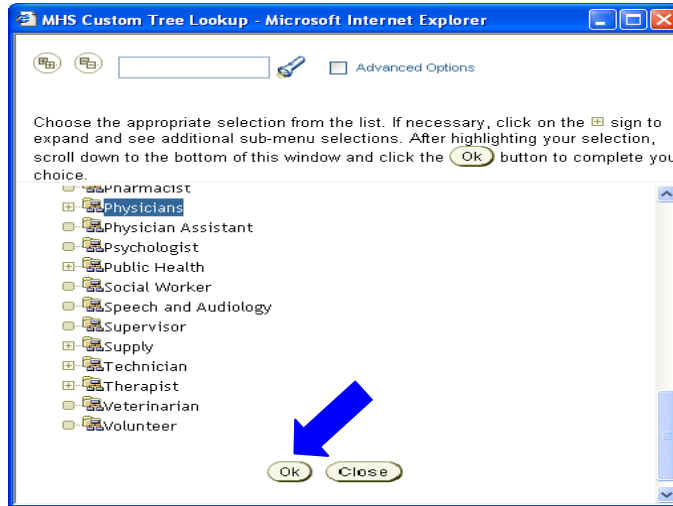 MHS Custom Tree Lookup - Microsoft Internet Explorer
Advanced Options
Choose the appropriate selection from the list. If necessary, click on the ⊞ sign to
expand and see additional sub-menu selections. After highlighting your selection,
scroll down to the bottom of this window and click the Ok button to complete you
choice.
Pharmacist
Physicians
Physician Assistant
Psychologist
Public Health
Social Worker
Speech and Audiology
Supervisor
Supply
Technician
Therapist
Veterinarian
Volunteer
Ok Close